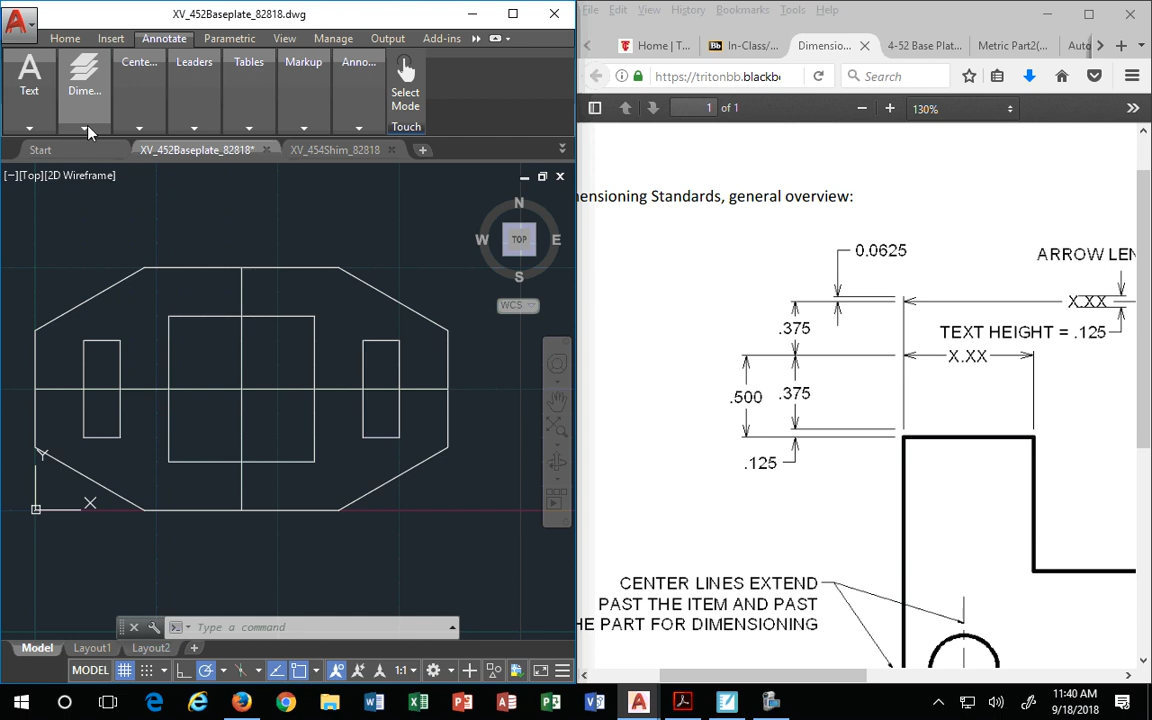 XV_452Baseplate_82818.dwg
Home Insert Annotate Parametric View Manage Output Add-ins
Text Dime... Cente... Leaders Tables Markup Anno... Select Mode
Touch
Start XV_452Baseplate_82818* XV_454Shim_82818
[−][Top][2D Wireframe]
N
W TOP E
S
WCS
Y
X
Type a command
Model Layout1 Layout2
MODEL 1:1
File Edit View History Bookmarks Tools Help
Home | T... In-Class/... Dimensio... 4-52 Base Plat... Metric Part2(... Auto
https://tritonbb.blackbo Search
1 of 1 130%
mensioning Standards, general overview:
0.0625
ARROW LEN
X.XX
.375
TEXT HEIGHT = .125
X.XX
.500 .375
.125
CENTER LINES EXTEND
PAST THE ITEM AND PAST
HE PART FOR DIMENSIONING
11:40 AM
9/18/2018